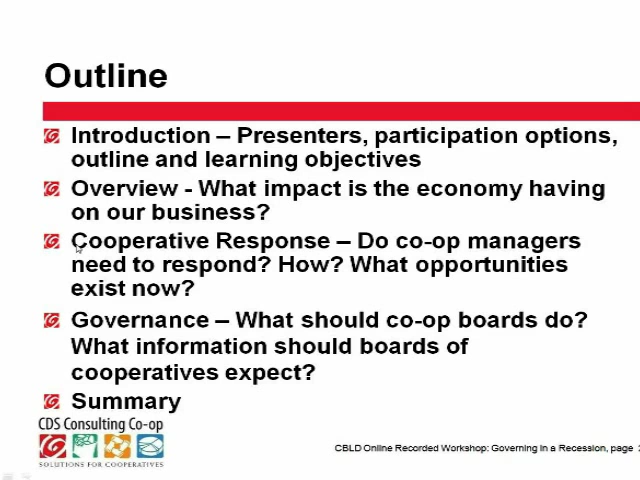 Outline
Introduction – Presenters, participation options,
outline and learning objectives
Overview - What impact is the economy having
on our business?
Cooperative Response – Do co-op managers
need to respond? How? What opportunities
exist now?
Governance – What should co-op boards do?
What information should boards of
cooperatives expect?
Summary
CDS Consulting Co-op
SOLUTIONS FOR COOPERATIVES
CBLD Online Recorded Workshop: Governing in a Recession, page